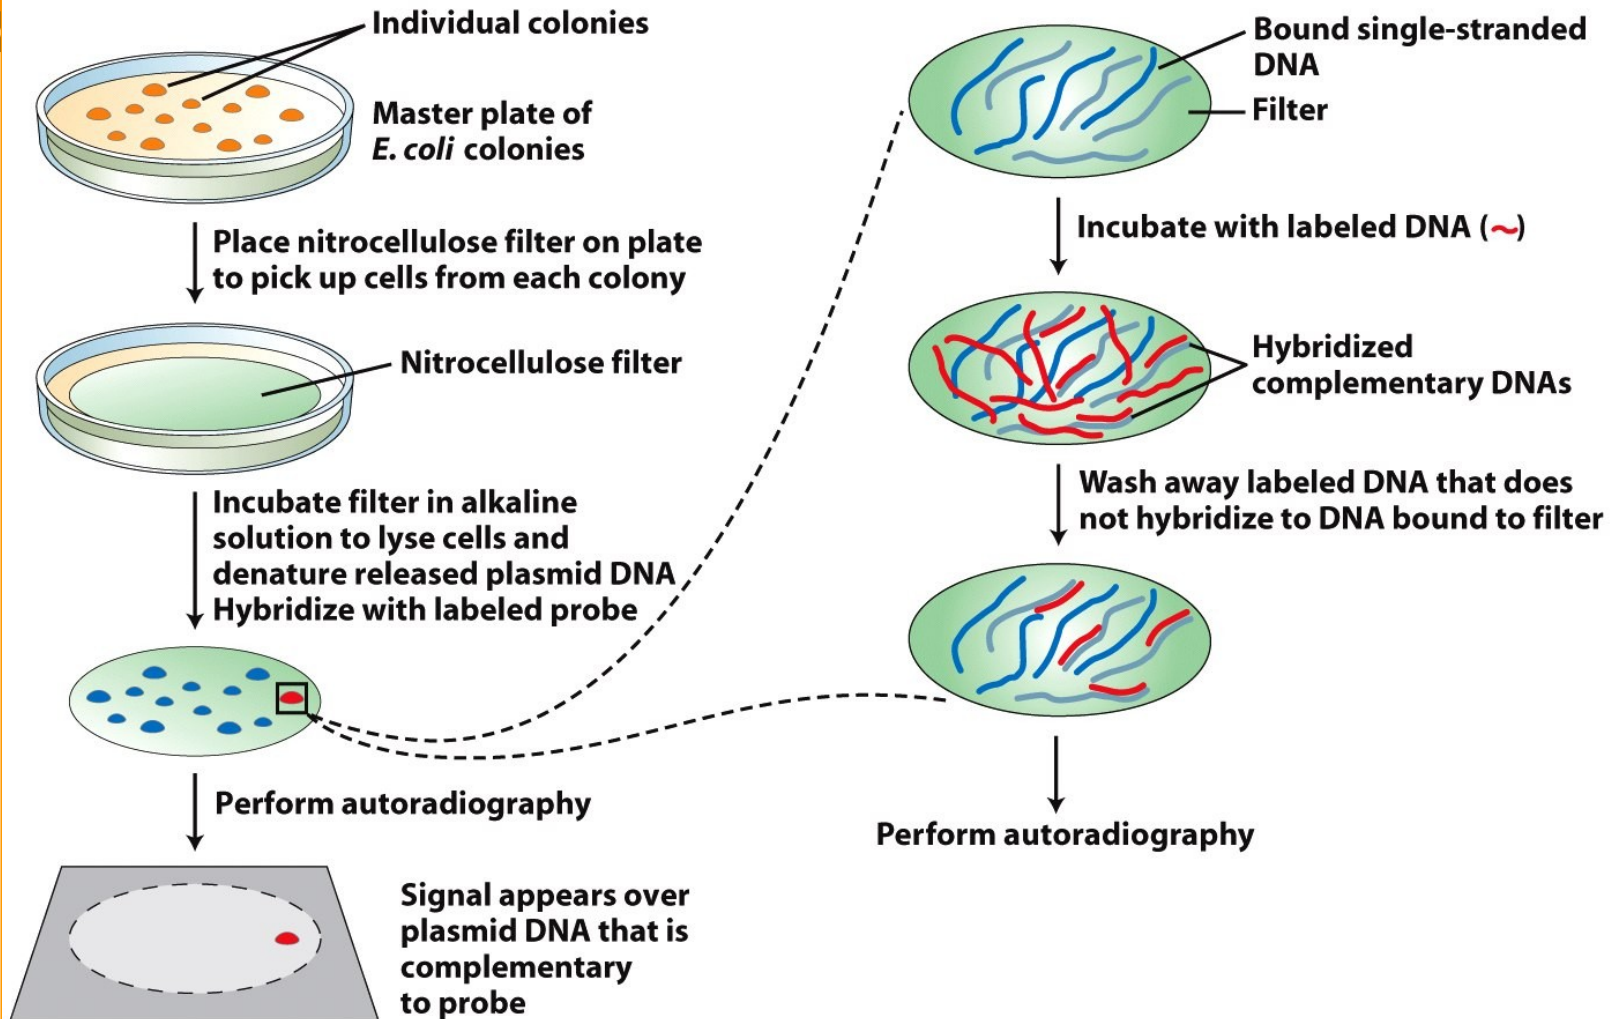 Individual colonies
Master plate of
E. coli colonies
Place nitrocellulose filter on plate
to pick up cells from each colony
Nitrocellulose filter
Incubate filter in alkaline
solution to lyse cells and
denature released plasmid DNA
Hybridize with labeled probe
Perform autoradiography
Signal appears over
plasmid DNA that is
complementary
to probe
Bound single-stranded
DNA
Filter
Incubate with labeled DNA (~)
Hybridized
complementary DNAs
Wash away labeled DNA that does
not hybridize to DNA bound to filter
Perform autoradiography